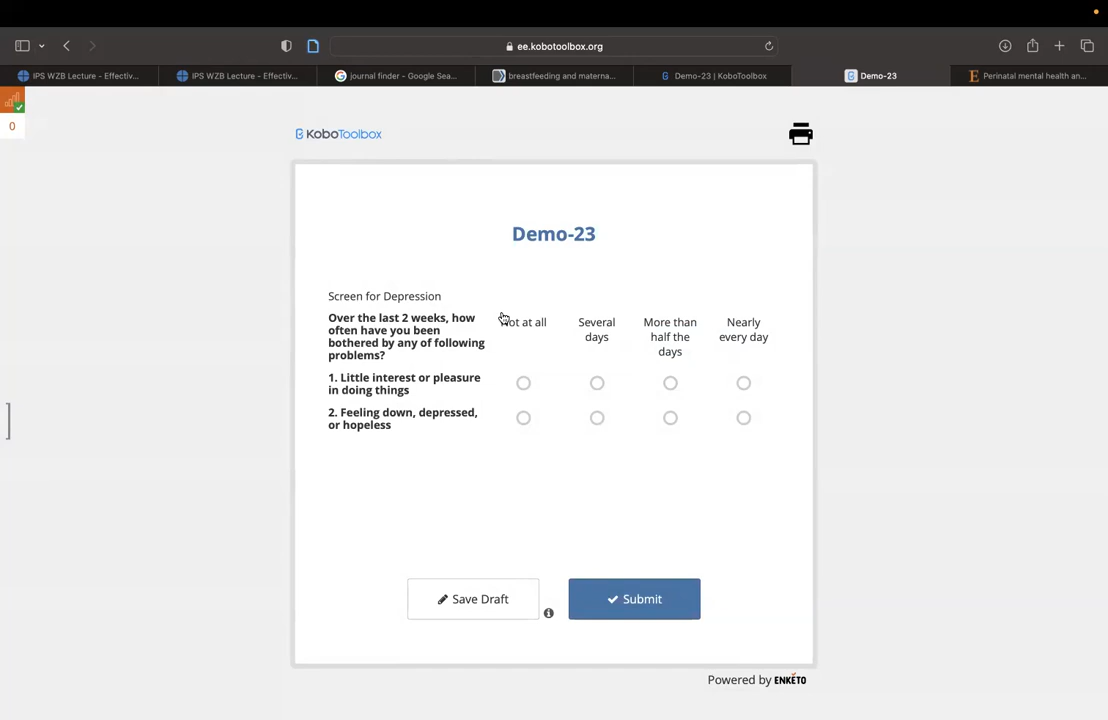 ee.kobotoolbox.org
IPS WZB Lecture - Effectiv...
IPS WZB Lecture - Effectiv...
journal finder - Google Sea...
breastfeeding and materna...
Demo-23 | KoboToolbox
Demo-23
Perinatal mental health an...
0
KoboToolbox
Demo-23
Screen for Depression
Over the last 2 weeks, how
often have you been
bothered by any of following
problems?
Not at all
Several
days
More than
half the
days
Nearly
every day
1. Little interest or pleasure
in doing things
2. Feeling down, depressed,
or hopeless
Save Draft
Submit
Powered by ENKETO